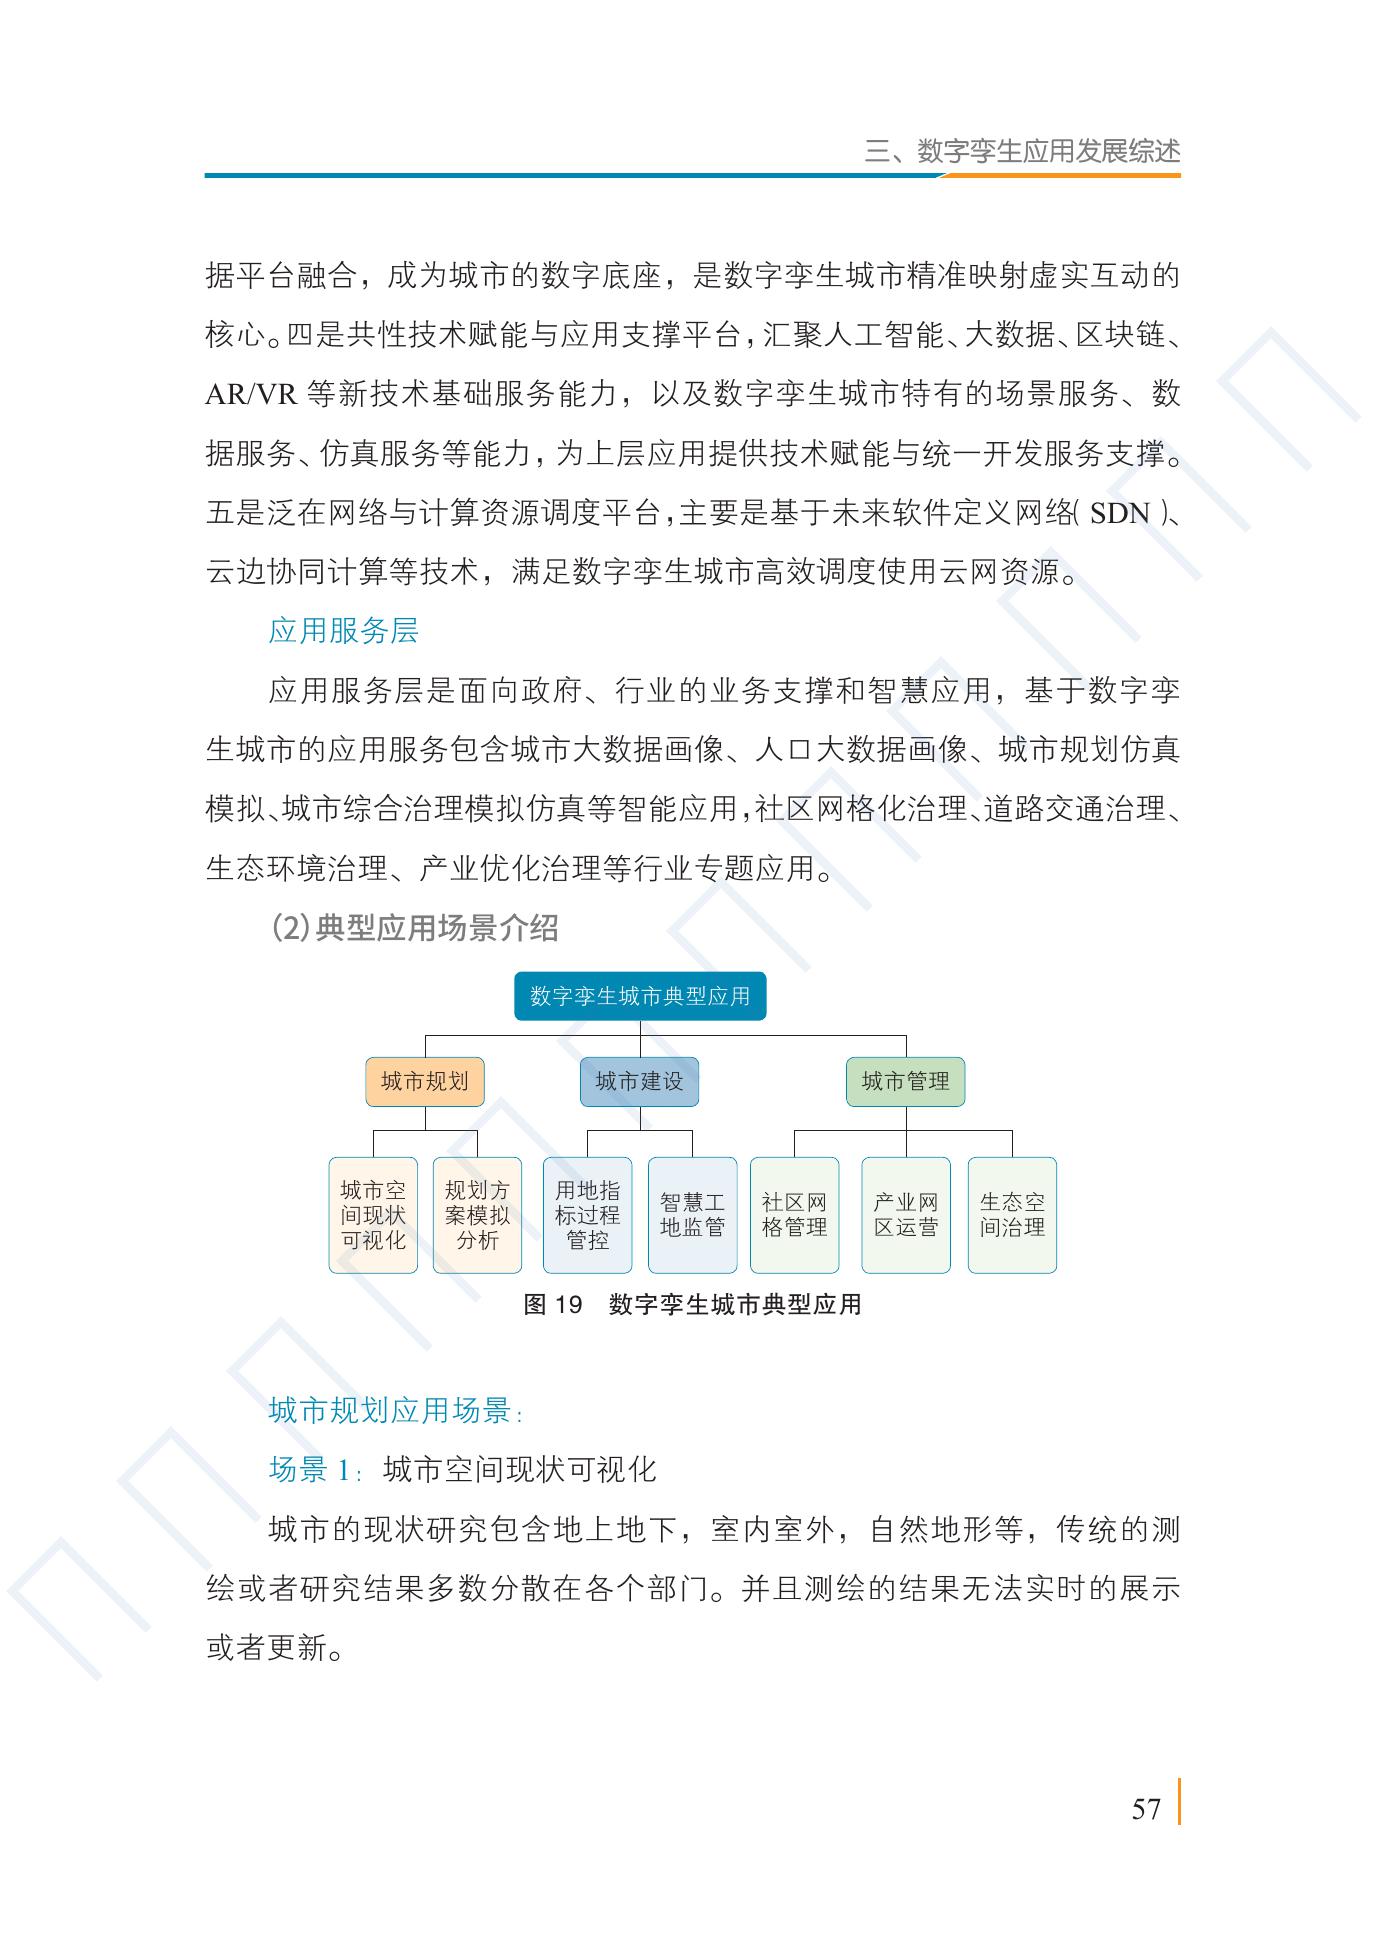 三、数字孪生应用发展综述
据平台融合，成为城市的数字底座，是数字孪生城市精准映射虚实互动的
核心。四是共性技术赋能与应用支撑平台，汇聚人工智能、大数据、区块链、
AR/VR 等新技术基础服务能力，以及数字孪生城市特有的场景服务、数
据服务、仿真服务等能力，为上层应用提供技术赋能与统一开发服务支撑。
五是泛在网络与计算资源调度平台，主要是基于未来软件定义网络（SDN）、
云边协同计算等技术，满足数字孪生城市高效调度使用云网资源。
应用服务层
应用服务层是面向政府、行业的业务支撑和智慧应用，基于数字孪
生城市的应用服务包含城市大数据画像、人口大数据画像、城市规划仿真
模拟、城市综合治理模拟仿真等智能应用，社区网格化治理、道路交通治理、
生态环境治理、产业优化治理等行业专题应用。
（2）典型应用场景介绍
数字孪生城市典型应用
城市规划
城市建设
城市管理
城市空
间现状
可视化
规划方
案模拟
分析
用地指
标过程
管控
智慧工
地监管
社区网
格管理
产业网
区运营
生态空
间治理
图 19 数字孪生城市典型应用
城市规划应用场景：
场景 1：城市空间现状可视化
城市的现状研究包含地上地下，室内室外，自然地形等，传统的测
绘或者研究结果多数分散在各个部门。并且测绘的结果无法实时的展示
或者更新。
57